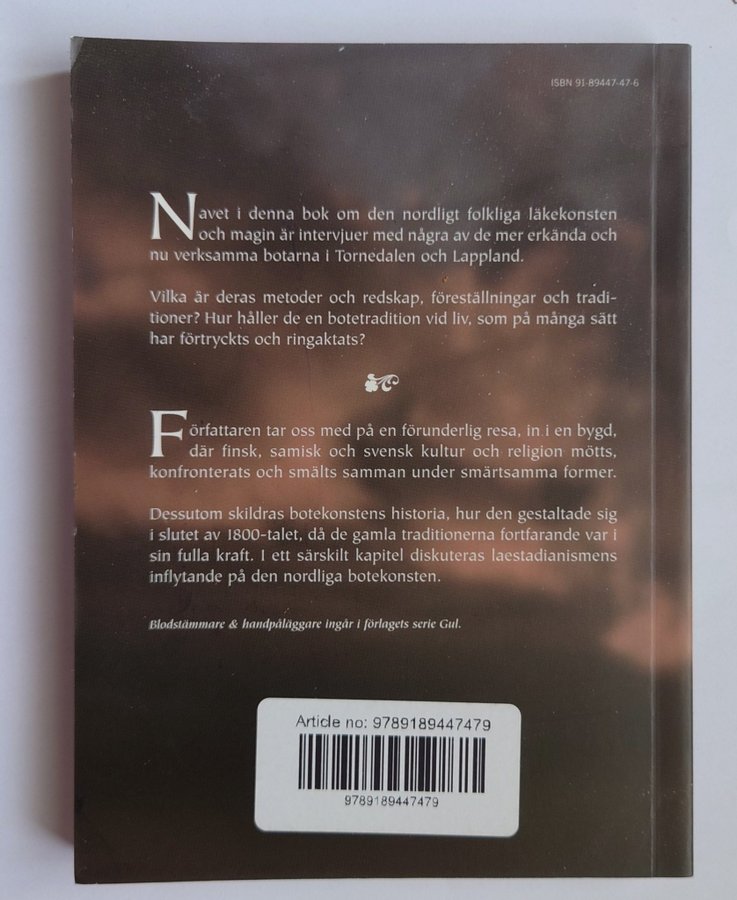 ISBN 91-89447-47-6
Navet i denna bok om den nordligt folkliga läkekonsten
och magin är intervjuer med några av de mer erkända och
nu verksamma botarna i Tornedalen och Lappland.
Vilka är deras metoder och redskap, föreställningar och tradi-
tioner? Hur håller de en botetradition vid liv, som på många sätt
har förtryckts och ringaktats?
Författaren tar oss med på en förunderlig resa, in i en bygd,
där finsk, samisk och svensk kultur och religion mötts,
konfronterats och smälts samman under smärtsamma former.
Dessutom skildras botekonstens historia, hur den gestaltade sig
i slutet av 1800-talet, då de gamla traditionerna fortfarande var i
sin fulla kraft. I ett särskilt kapitel diskuteras laestadianismens
inflytande på den nordliga botekonsten.
Blodstämmare & handpåläggare ingår i förlagets serie Gul.
Article no: 9789189447479
9789189447479